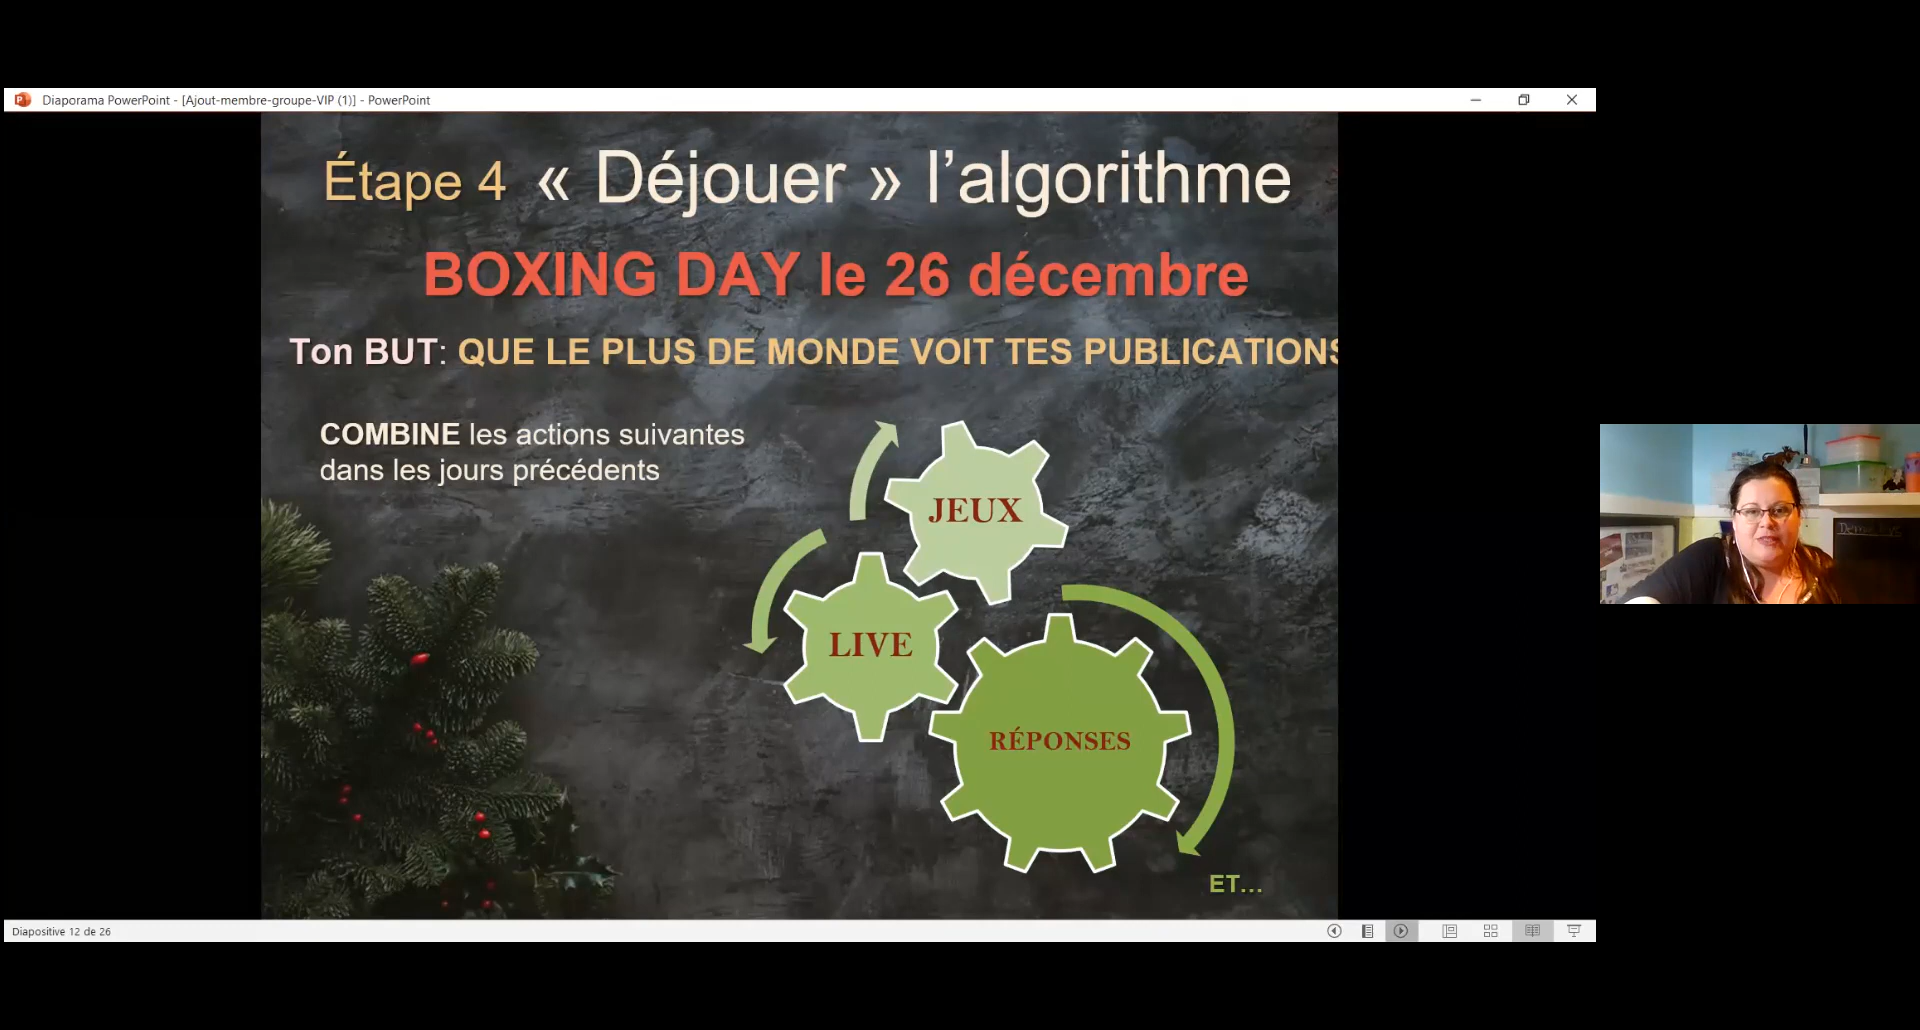 Diaporama PowerPoint - [Ajout-membre-groupe-VIP (1)] - PowerPoint
Étape 4 « Déjouer » l’algorithme
BOXING DAY le 26 décembre
Ton BUT: QUE LE PLUS DE MONDE VOIT TES PUBLICATIONS
COMBINE les actions suivantes
dans les jours précédents
JEUX
LIVE
RÉPONSES
ET...
Diapositive 12 de 26